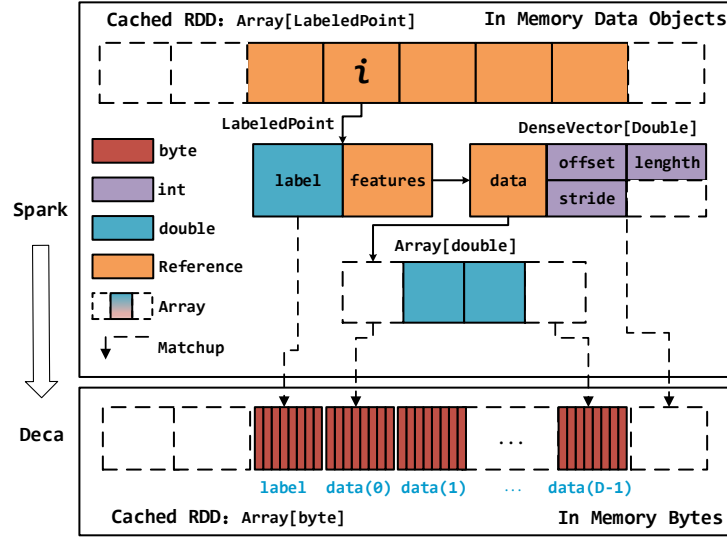 Cached RDD: Array[LabeledPoint]
In Memory Data Objects
i
LabeledPoint
DenseVector[Double]
byte
int
double
Reference
Array
Matchup
label
features
data
offset
lenghth
stride
Array[double]
Spark
Deca
...
label
data(0)
data(1)
...
data(D-1)
Cached RDD: Array[byte]
In Memory Bytes